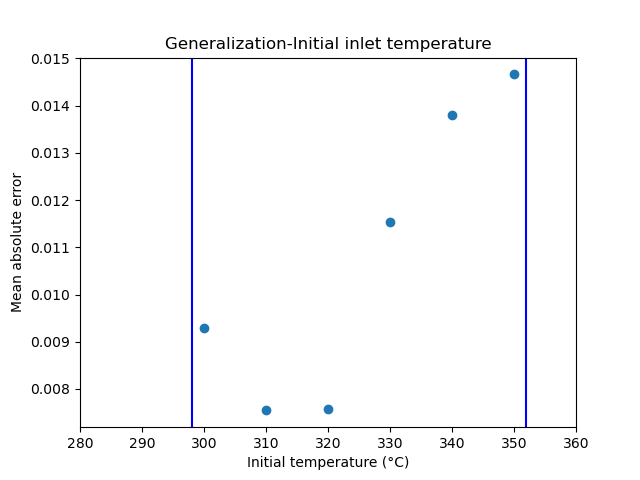 Generalization-Initial inlet temperature
Mean absolute error
0.015
0.014
0.013
0.012
0.011
0.010
0.009
0.008
280 290 300 310 320 330 340 350 360
Initial temperature (°C)